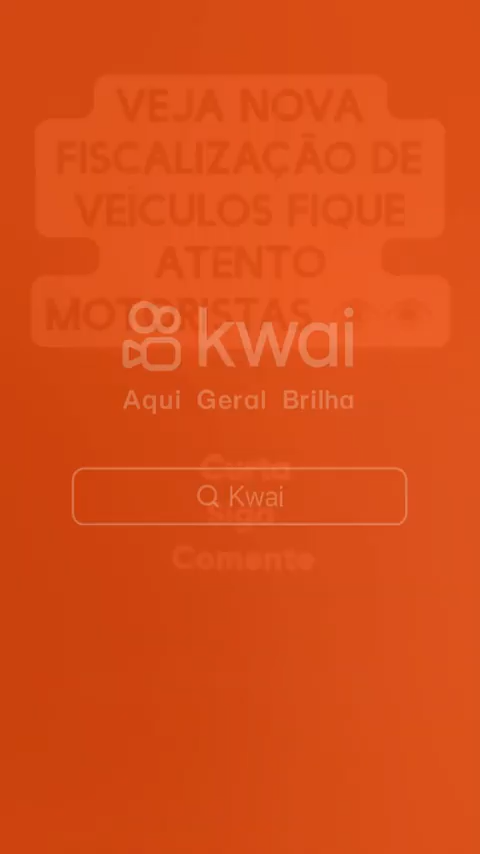 VEJA NOVA
FISCALIZAÇÃO DE
VEÍCULOS FIQUE
ATENTO
MOTORISTAS
kwai
Aqui Geral Brilha
Curta
Kwai
Siga
Comente